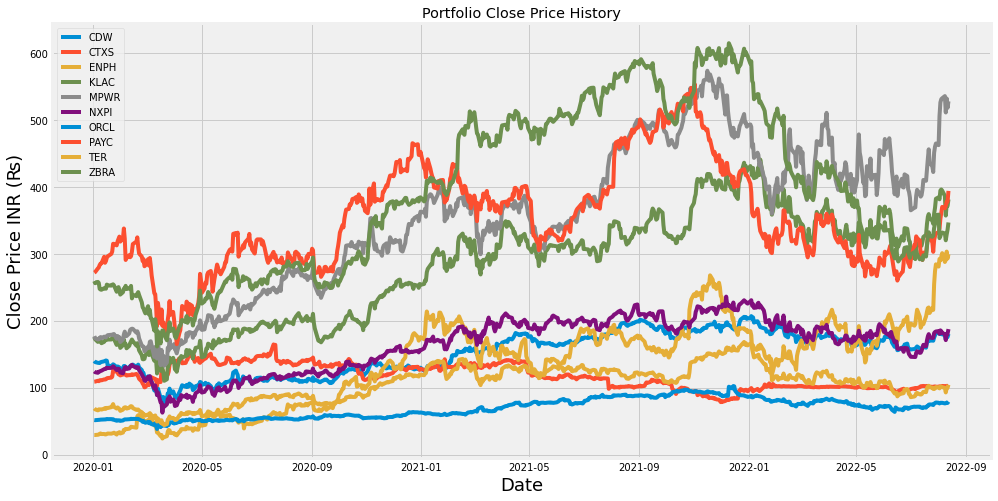 Portfolio Close Price History
CDW
CTXS
ENPH
KLAC
MPWR
NXPI
ORCL
PAYC
TER
ZBRA
Close Price INR (Rs)
600
500
400
300
200
100
0
2020-01 2020-05 2020-09 2021-01 2021-05 2021-09 2022-01 2022-05 2022-09
Date